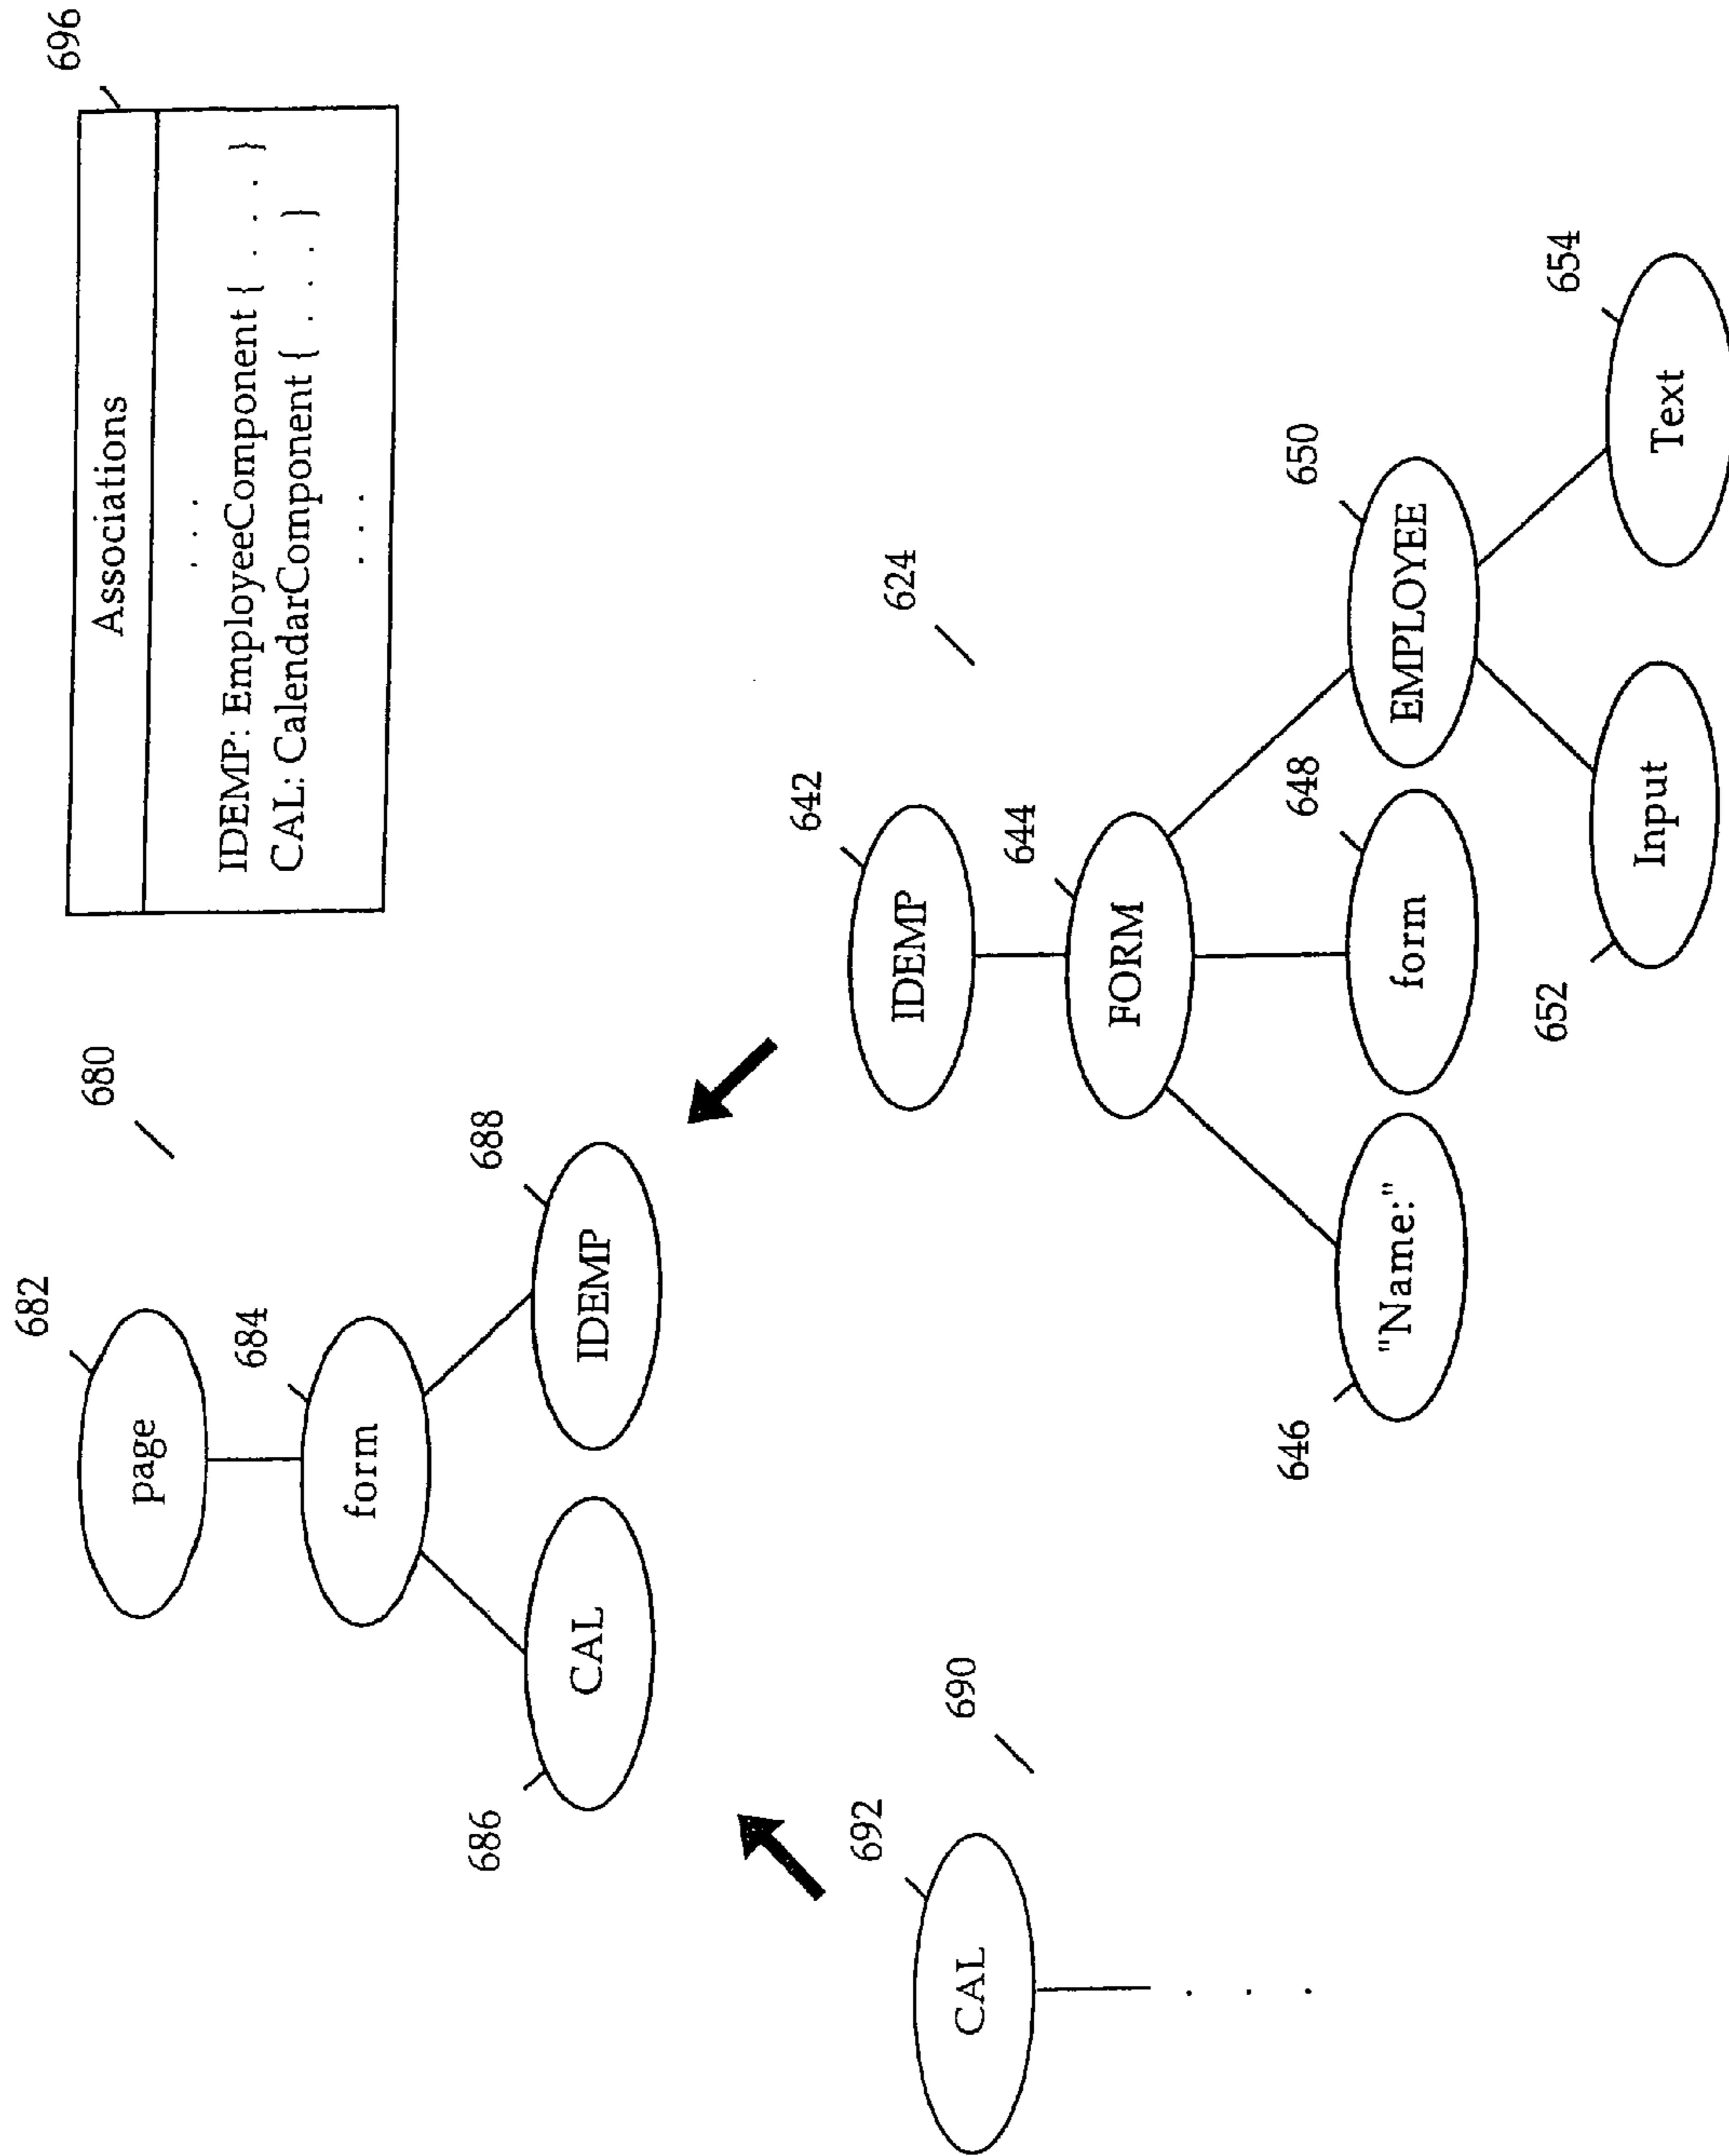 682
page
680
684
form
686
CAL
688
IDEMP
696
Associations
. . .
IDEMP: EmployeeComponent { . . . . }
CAL: CalendarComponent { . . . . }
. . .
692
CAL
690
. . .
642
IDEMP
624
644
FORM
646
"Name:"
648
form
650
EMPLOYEE
652
Input
654
Text